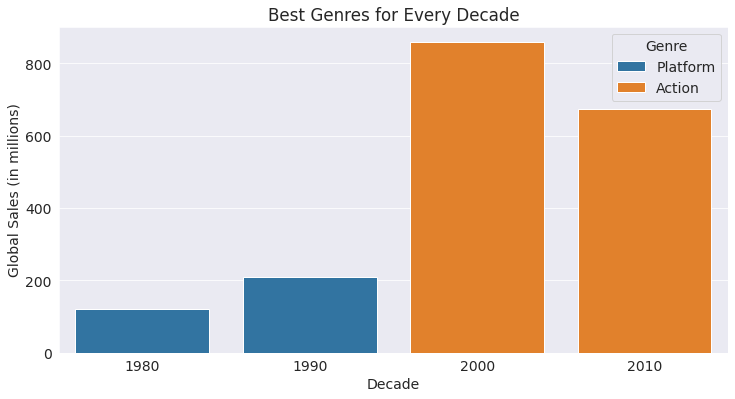 Best Genres for Every Decade
Genre
Platform
Action
Global Sales (in millions)
800
600
400
200
0
1980
1990
2000
2010
Decade